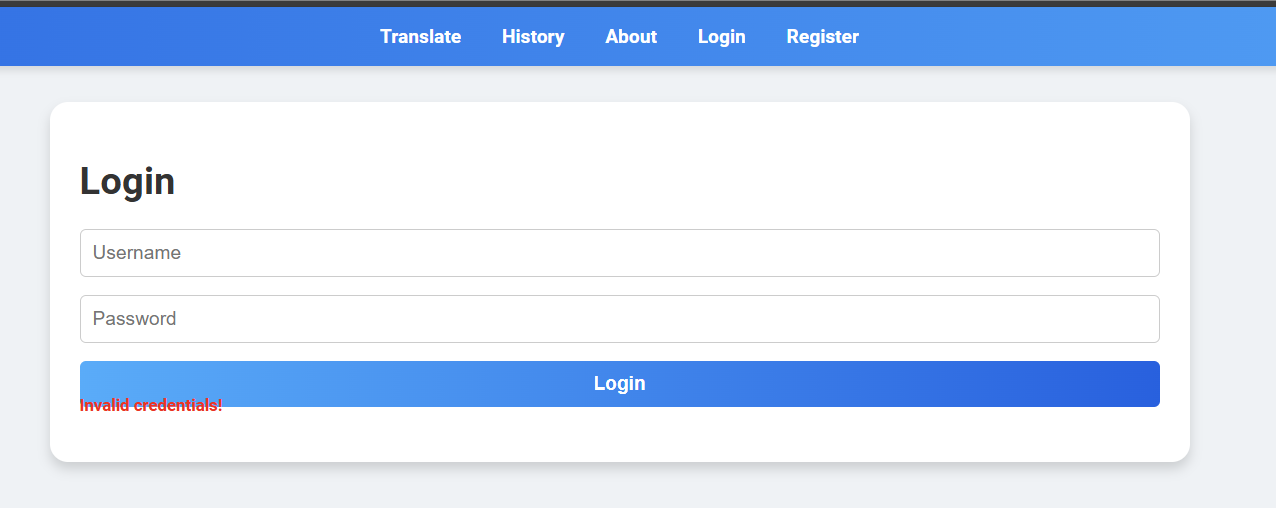 Translate History About Login Register
Login
Username
Password
Login
Invalid credentials!